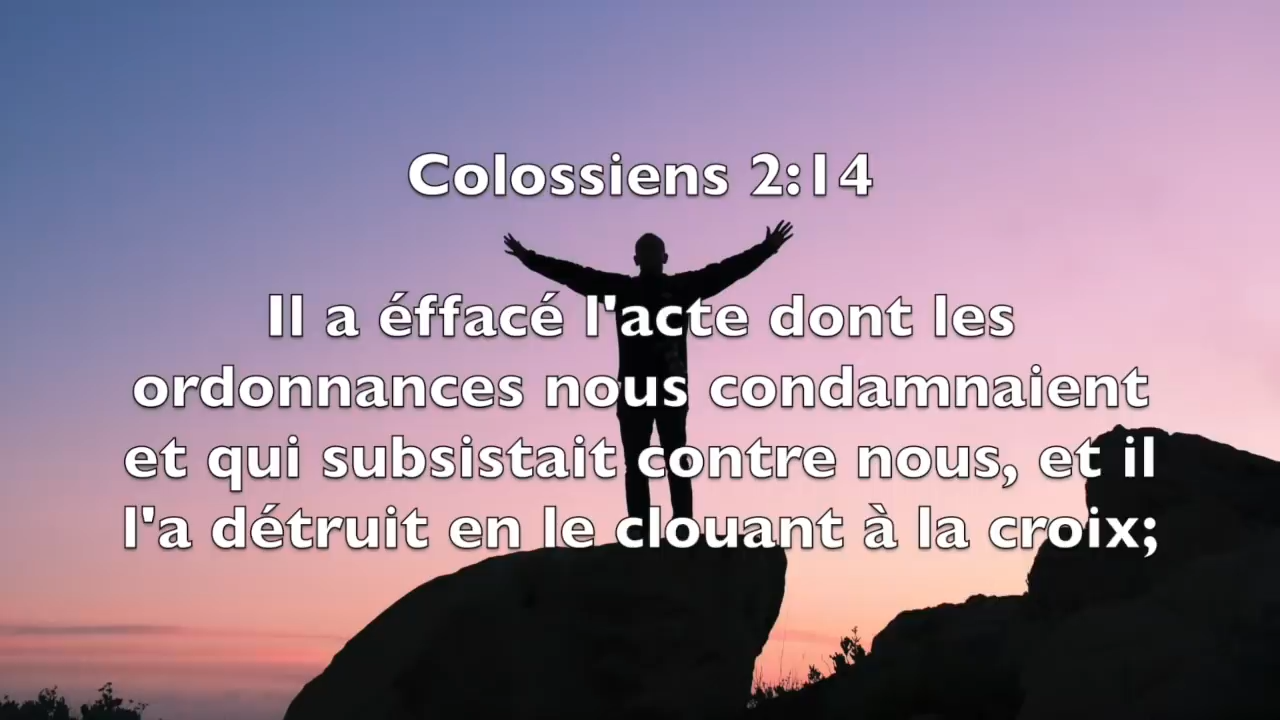 Colossiens 2:14
Il a éffacé l'acte dont les
ordonnances nous condamnaient
et qui subsistait contre nous, et il
l'a détruit en le clouant à la croix;